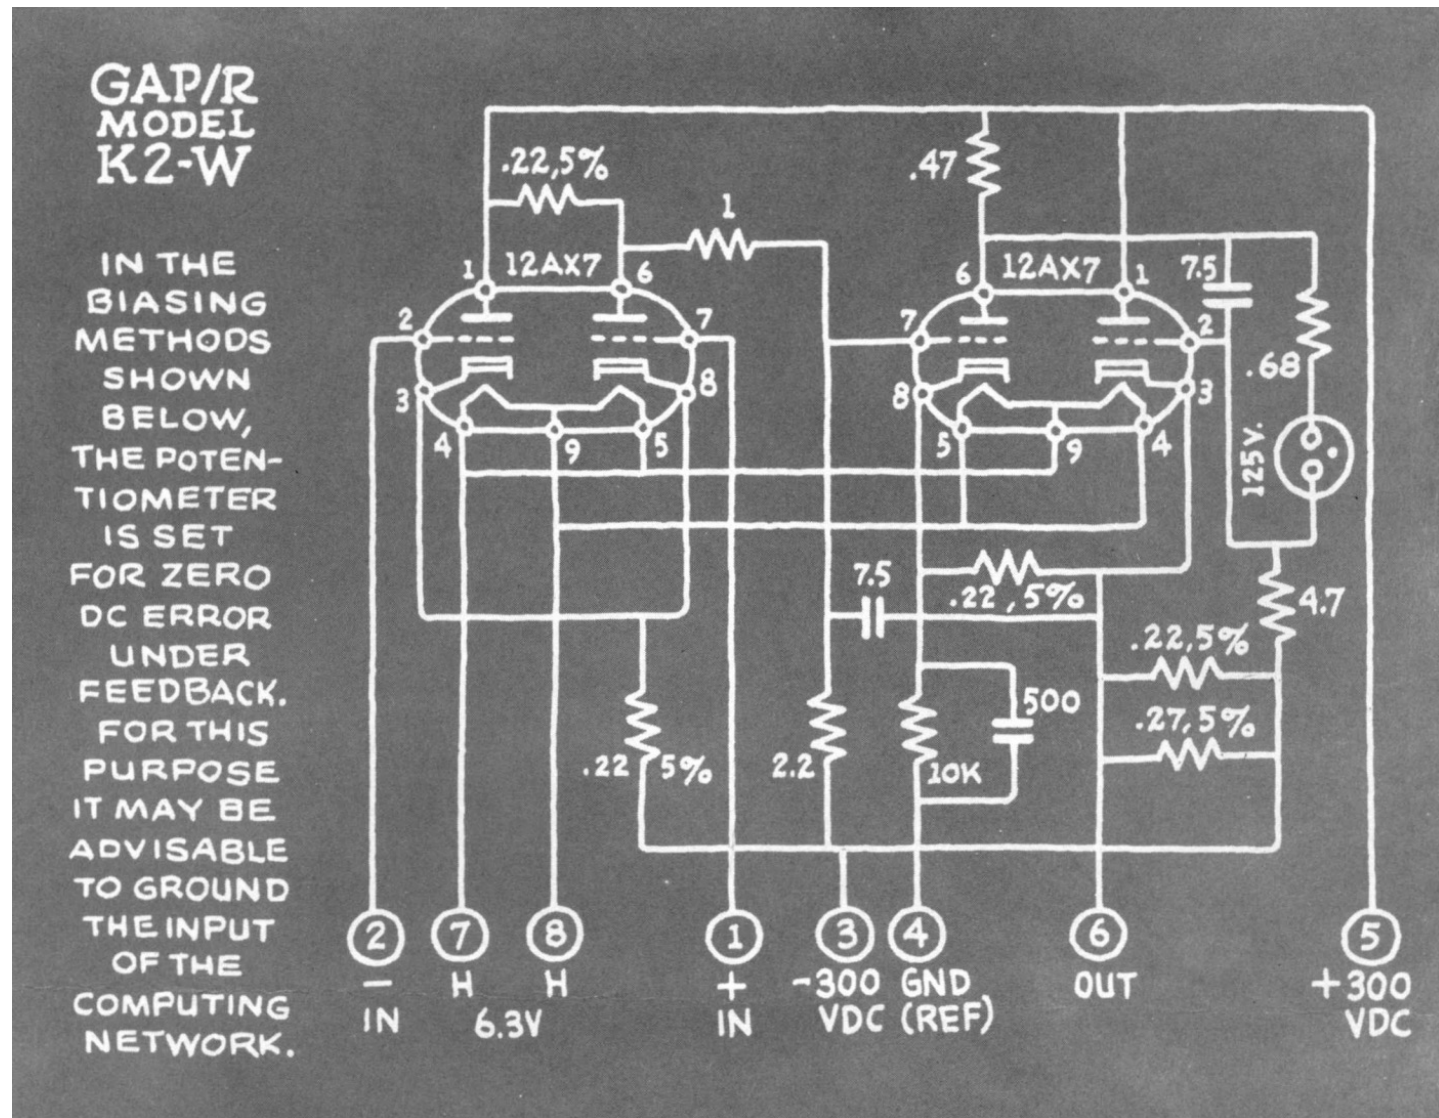 GAP/R
MODEL
K2-W
IN THE
BIASING
METHODS
SHOWN
BELOW,
THE POTEN-
TIOMETER
IS SET
FOR ZERO
DC ERROR
UNDER
FEEDBACK.
FOR THIS
PURPOSE
IT MAY BE
ADVISABLE
TO GROUND
THE INPUT
OF THE
COMPUTING
NETWORK.
.22,5%
1
.47
1 12AX7 6
6 12AX7 1
7.5
2
7
7
2
.68
3
8
8
3
4
9
5
5
9
4
125V.
7.5
.22,5%
4.7
.22,5%
500
.27,5%
.22 5%
2.2
10K
2
7
8
1
3
4
6
5
-
IN
H
H
6.3V
+
IN
-300
VDC
GND
(REF)
OUT
+300
VDC